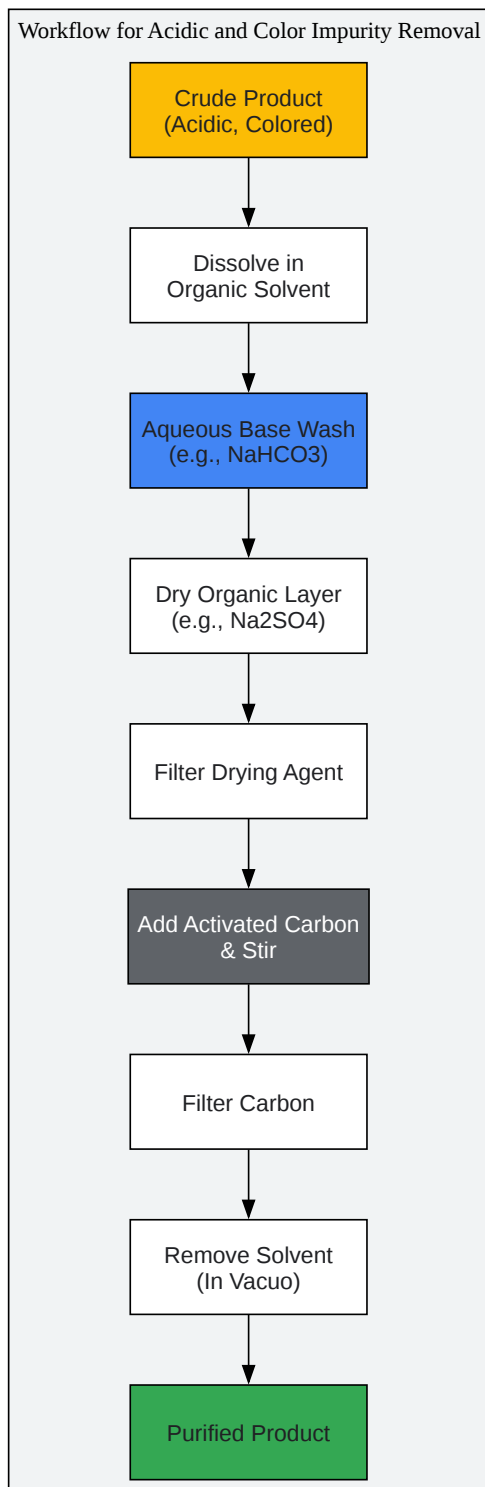 Workflow for Acidic and Color Impurity Removal
Crude Product
(Acidic, Colored)
Dissolve in
Organic Solvent
Aqueous Base Wash
(e.g., NaHCO3)
Dry Organic Layer
(e.g., Na2SO4)
Filter Drying Agent
Add Activated Carbon
& Stir
Filter Carbon
Remove Solvent
(In Vacuo)
Purified Product